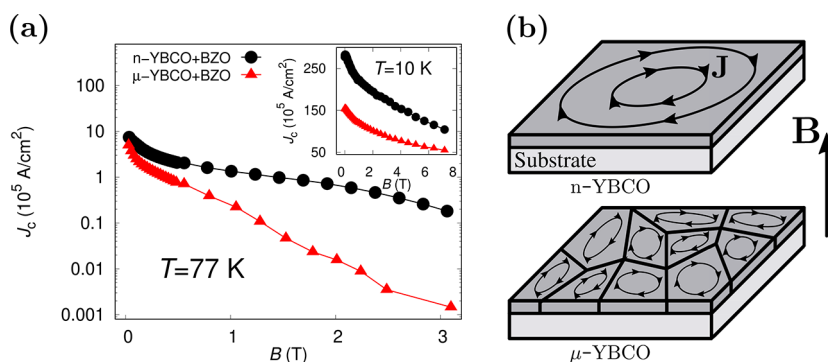 (a)
n-YBCO+BZO
μ-YBCO+BZO
J_c (10^5 A/cm^2)
100
10
1
0.1
0.01
0.001
0 1 2 3
B (T)
T=77 K
J_c (10^5 A/cm^2)
250
150
50
0 2 4 6 8
B (T)
T=10 K
(b)
J
Substrate
n-YBCO
B
μ-YBCO